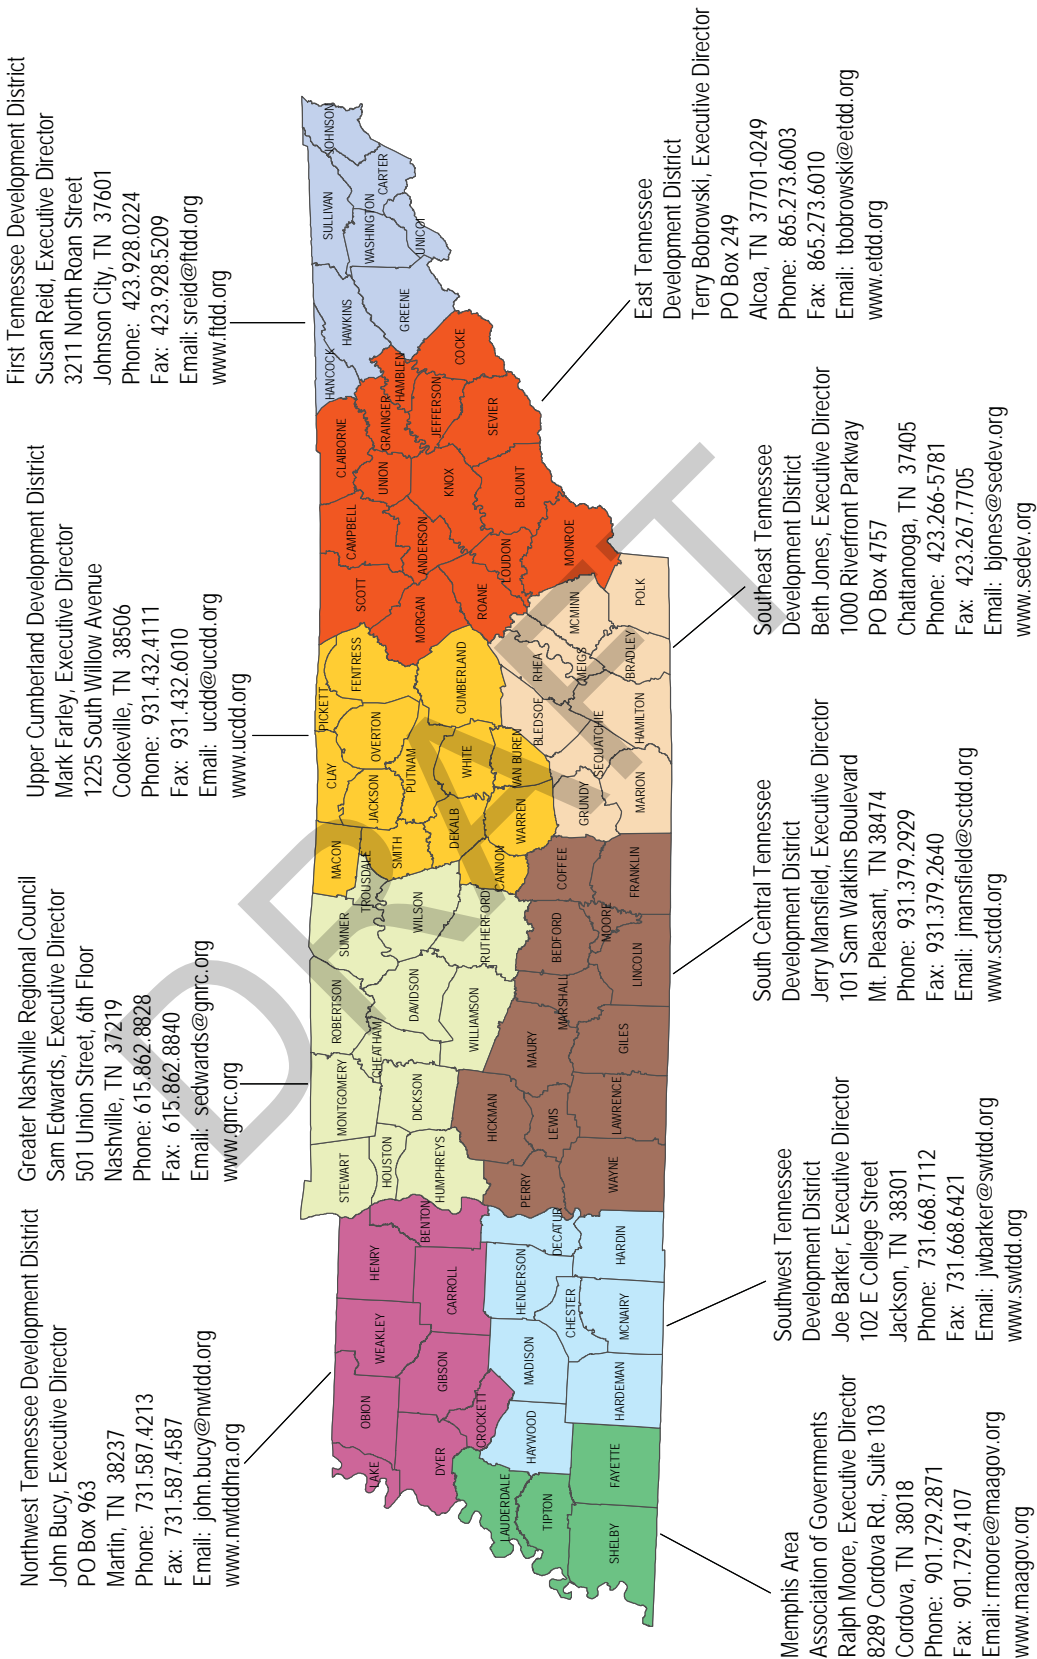 Northwest Tennessee Development District
John Bucy, Executive Director
PO Box 963
Martin, TN  38237
Phone:  731.587.4213
Fax:  731.587.4587
Email:  john.bucy@nwtdd.org
www.nwtddhra.org
Greater Nashville Regional Council
Sam Edwards, Executive Director
501 Union Street, 6th Floor
Nashville, TN  37219
Phone: 615.862.8828
Fax:  615.862.8840
Email:  sedwards@gnrc.org
www.gnrc.org
Upper Cumberland Development District
Mark Farley, Executive Director
1225 South Willow Avenue
Cookeville, TN  38506
Phone:  931.432.4111
Fax:  931.432.6010
Email:  ucdd@ucdd.org
www.ucdd.org
First Tennessee Development District
Susan Reid, Executive Director
3211 North Roan Street
Johnson City, TN  37601
Phone:  423.928.0224
Fax:  423.928.5209
Email: sreid@ftdd.org
www.ftdd.org
LAKE
OBION
WEAKLEY
HENRY
BENTON
DYER
GIBSON
CARROLL
CROCKETT
LAUDERDALE
TIPTON
SHELBY
FAYETTE
HAYWOOD
MADISON
HENDERSON
DECATUR
CHESTER
HARDEMAN
MCNAIRY
HARDIN
STEWART
MONTGOMERY
ROBERTSON
SUMNER
TROUSDALE
HOUSTON
HUMPHREYS
DICKSON
CHEATHAM
DAVIDSON
WILSON
WILLIAMSON
RUTHERFORD
PERRY
HICKMAN
LEWIS
MAURY
MARSHALL
BEDFORD
COFFEE
MOORE
WAYNE
LAWRENCE
GILES
LINCOLN
FRANKLIN
MACON
CLAY
PICKETT
SMITH
JACKSON
OVERTON
FENTRESS
PUTNAM
DEKALB
WHITE
CUMBERLAND
CANNON
WARREN
VAN BUREN
GRUNDY
SEQUATCHIE
BLEDSOE
RHEA
MEIGS
MCMINN
MARION
HAMILTON
BRADLEY
POLK
SCOTT
CAMPBELL
CLAIBORNE
MORGAN
ANDERSON
UNION
GRAINGER
HAMBLEN
ROANE
LOUDON
KNOX
JEFFERSON
COCKE
BLOUNT
SEVIER
MONROE
HANCOCK
HAWKINS
SULLIVAN
JOHNSON
GREENE
WASHINGTON
CARTER
UNICOI
DRAFT
Memphis Area
Association of Governments
Ralph Moore, Executive Director
8289 Cordova Rd., Suite 103
Cordova, TN  38018
Phone:  901.729.2871
Fax:  901.729.4107
Email: rmoore@maagov.org
www.maagov.org
Southwest Tennessee
Development District
Joe Barker, Executive Director
102 E College Street
Jackson, TN  38301
Phone:  731.668.7112
Fax:  731.668.6421
Email:  jwbarker@swtdd.org
www.swtdd.org
South Central Tennessee
Development District
Jerry Mansfield, Executive Director
101 Sam Watkins Boulevard
Mt. Pleasant, TN 38474
Phone:  931.379.2929
Fax:  931.379.2640
Email:  jmansfield@sctdd.org
www.sctdd.org
Southeast Tennessee
Development District
Beth Jones, Executive Director
1000 Riverfront Parkway
PO Box 4757
Chattanooga, TN  37405
Phone:  423.266-5781
Fax:  423.267.7705
Email:  bjones@sedev.org
www.sedev.org
East Tennessee
Development District
Terry Bobrowski, Executive Director
PO Box 249
Alcoa, TN  37701-0249
Phone:  865.273.6003
Fax:  865.273.6010
Email:  tbobrowski@etdd.org
www.etdd.org